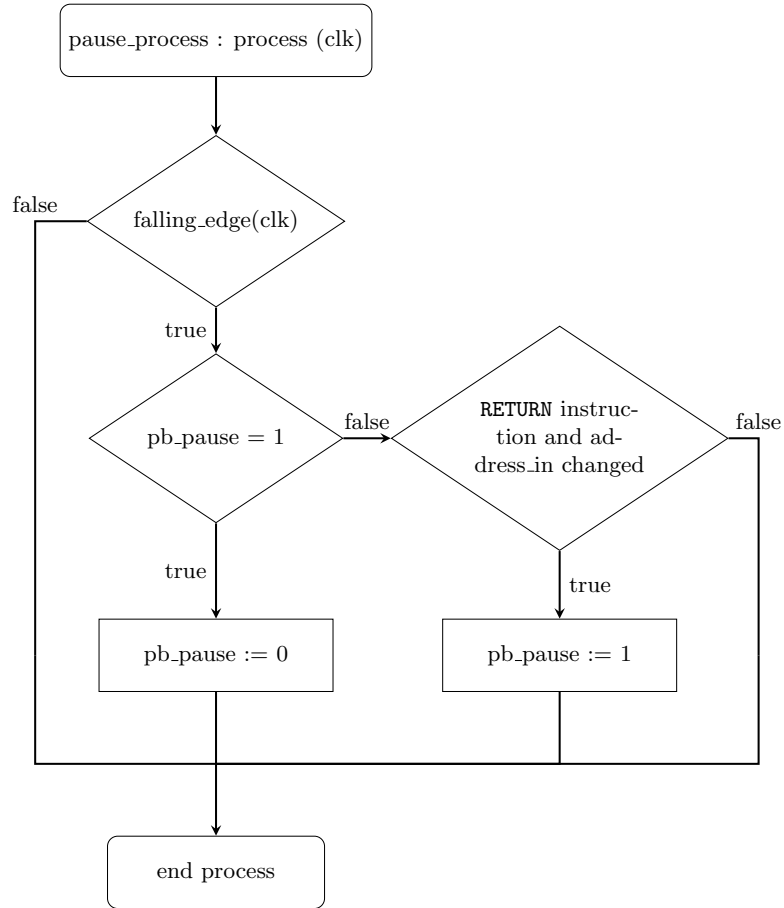 pause_process : process (clk)
false
falling_edge(clk)
true
pb_pause = 1
false
RETURN instruc-
tion and ad-
dress_in changed
false
true
true
pb_pause := 0
pb_pause := 1
end process